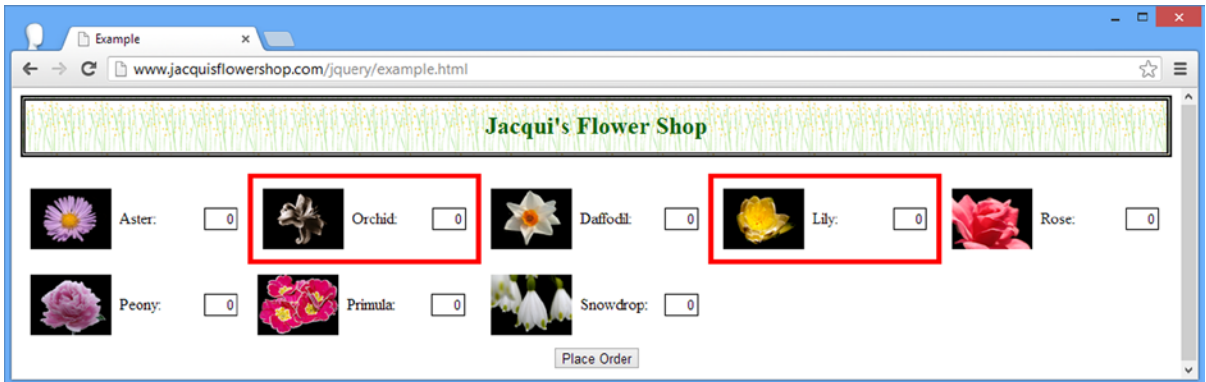 Example
www.jacquisflowershop.com/jquery/example.html
Jacqui's Flower Shop
Aster: 0 Orchid: 0 Daffodil: 0 Lily: 0 Rose: 0
Peony: 0 Primula: 0 Snowdrop: 0
Place Order